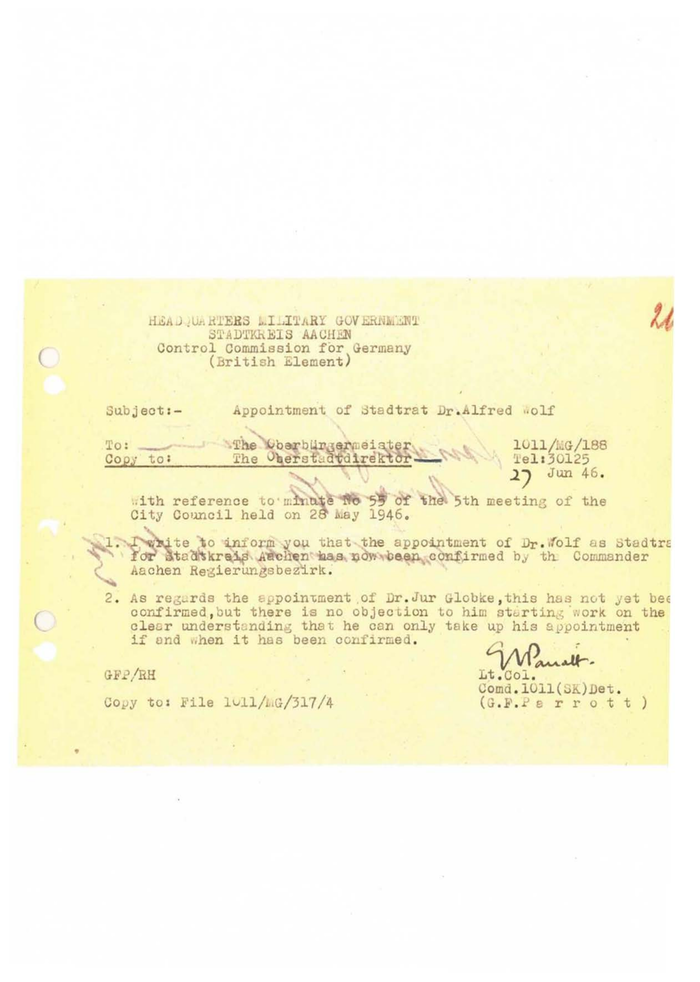 26
HEADQUARTERS MILITARY GOVERNMENT
STADTKREIS AACHEN
Control Commission for Germany
(British Element)
Subject:- Appointment of Stadtrat Dr.Alfred Wolf
To: The Oberbürgermeister 1011/MG/188
Copy to: The Oberstadtdirektor Tel:30125
27 Jun 46.
With reference to minute No 55 of the 5th meeting of the
City Council held on 28 May 1946.
1. I write to inform you that the appointment of Dr.Wolf as Stadtra
for Stadtkreis Aachen has now been confirmed by th Commander
Aachen Regierungsbezirk.
2. As regards the appointment of Dr.Jur Globke,this has not yet bee
confirmed,but there is no objection to him starting work on the
clear understanding that he can only take up his appointment
if and when it has been confirmed.
GFParrott.
GFP/RH Lt.Col.
Comd.1011(SK)Det.
Copy to: File 1011/MG/317/4 (G.F.P a r r o t t )